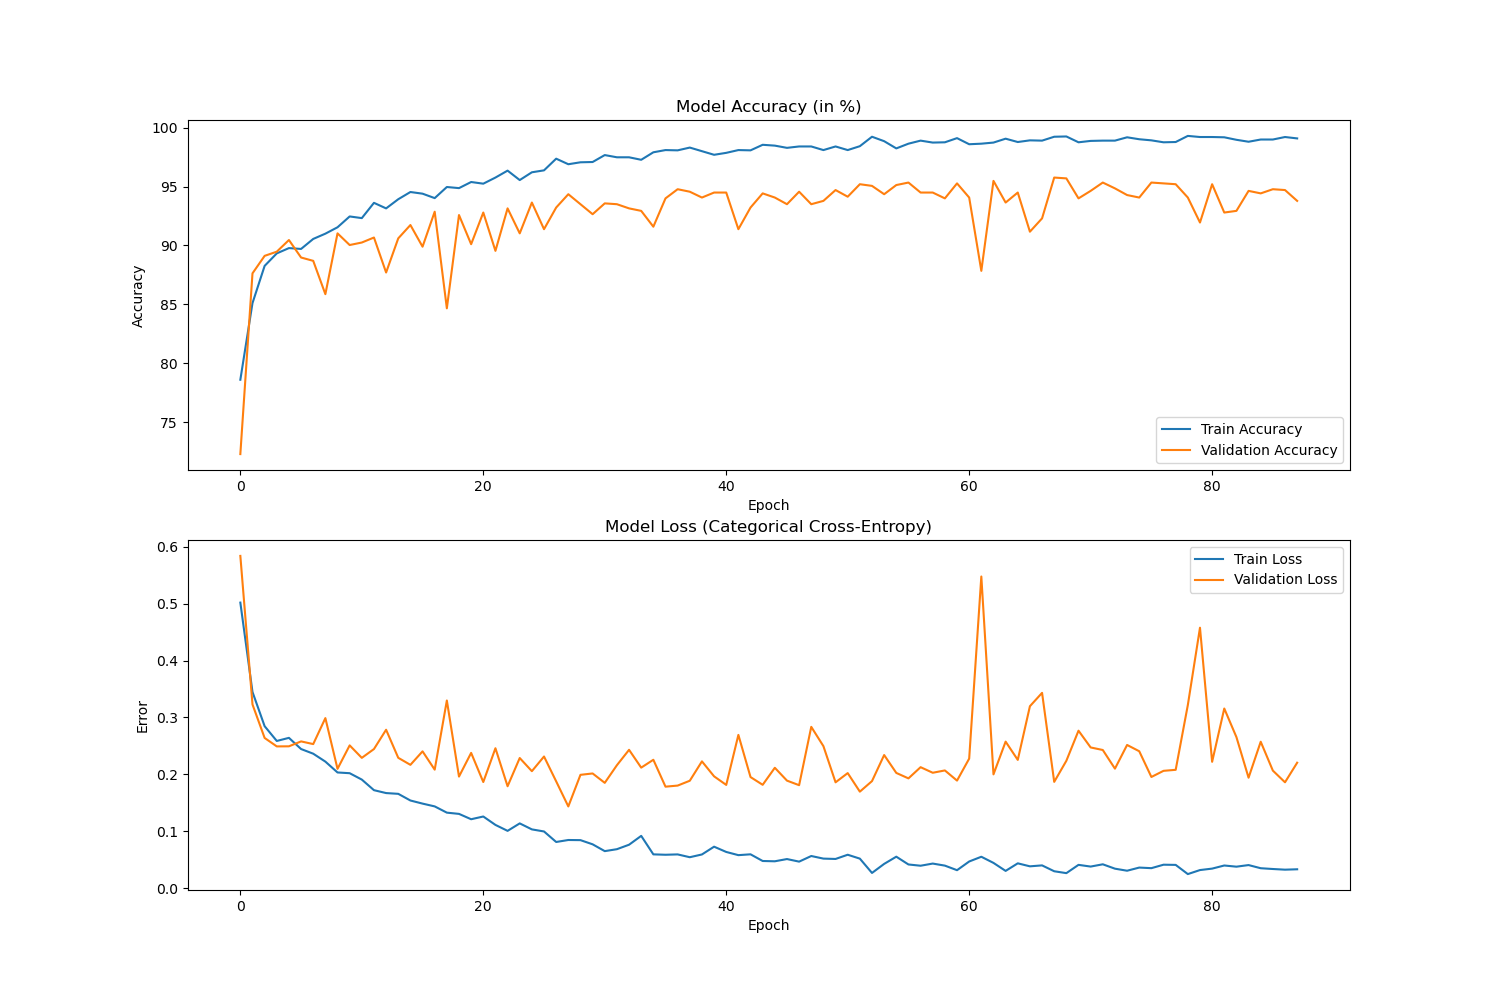 Model Accuracy (in %)
100
95
90
85
80
75
Accuracy
Train Accuracy
Validation Accuracy
0 20 40 60 80
Epoch
Model Loss (Categorical Cross-Entropy)
0.6
0.5
0.4
0.3
0.2
0.1
0.0
Error
Train Loss
Validation Loss
0 20 40 60 80
Epoch